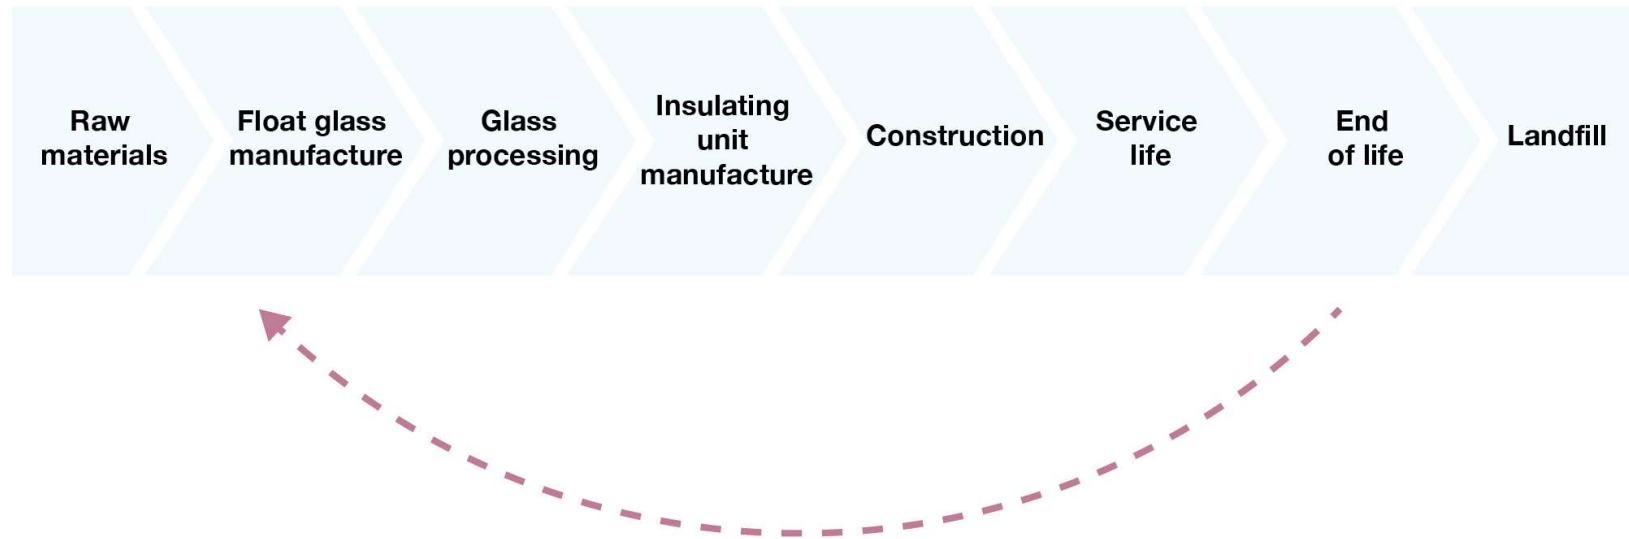 Raw
materials
Float glass
manufacture
Glass
processing
Insulating
unit
manufacture
Construction
Service
life
End
of life
Landfill